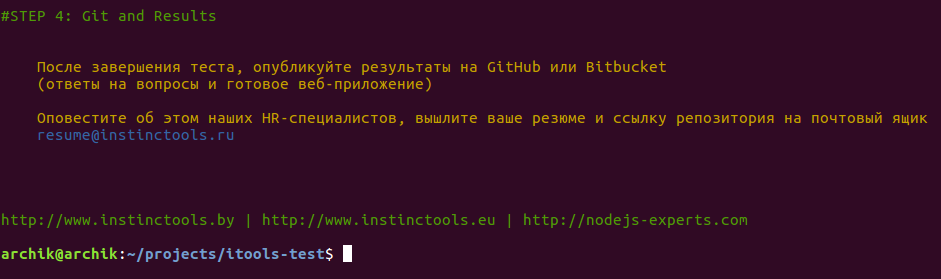 #STEP 4: Git and Results
После завершения теста, опубликуйте результаты на GitHub или Bitbucket
(ответы на вопросы и готовое веб-приложение)
Оповестите об этом наших HR-специалистов, вышлите ваше резюме и ссылку репозитория на почтовый ящик
resume@instinctools.ru
http://www.instinctools.by | http://www.instinctools.eu | http://nodejs-experts.com
archik@archik:~/projects/itools-test$